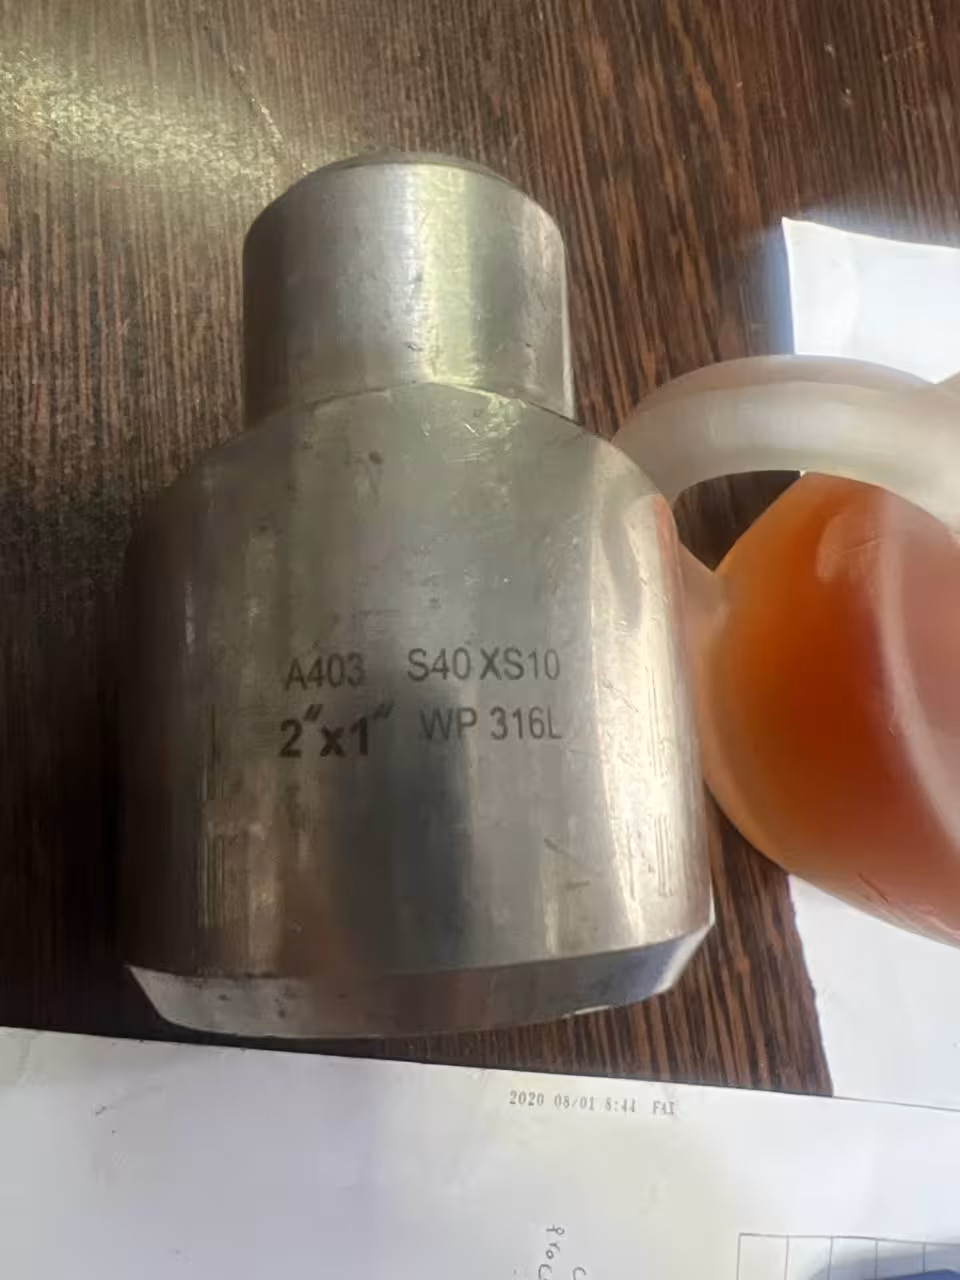 A403 S40 XS10
2"x1" WP 316L
2020 08/01 8:44 FAX